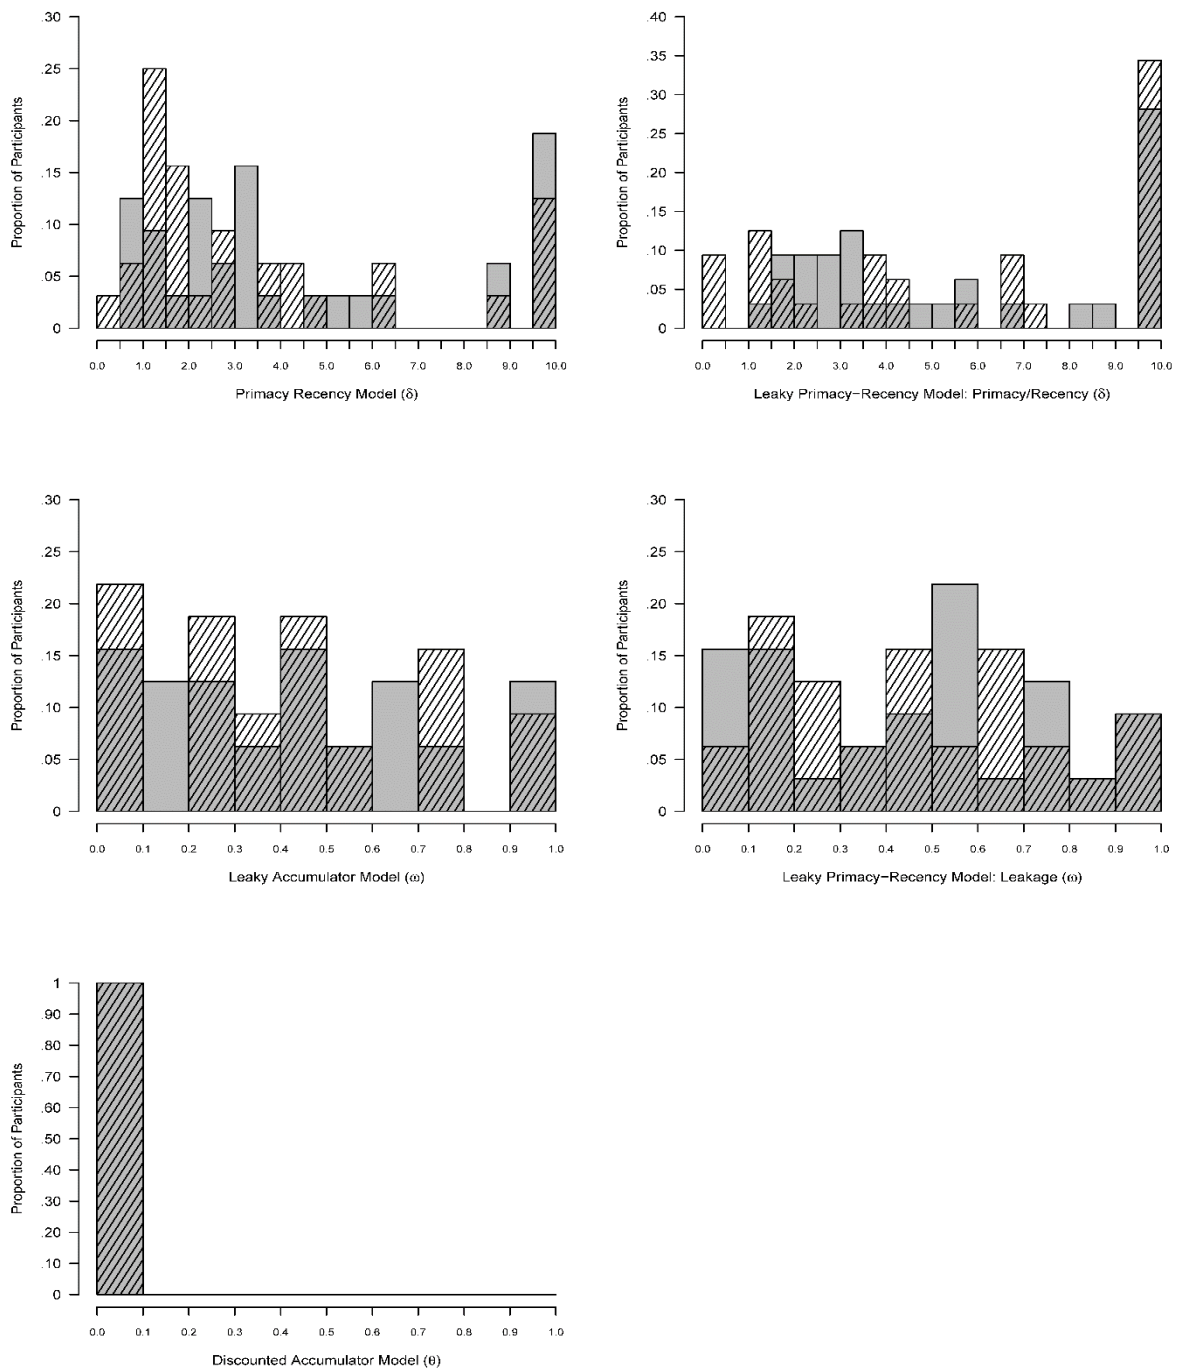 Proportion of Participants
.30
.25
.20
.15
.10
.05
0
0.0 1.0 2.0 3.0 4.0 5.0 6.0 7.0 8.0 9.0 10.0
Primacy Recency Model (δ)
Proportion of Participants
.40
.35
.30
.25
.20
.15
.10
.05
0
0.0 1.0 2.0 3.0 4.0 5.0 6.0 7.0 8.0 9.0 10.0
Leaky Primacy−Recency Model: Primacy/Recency (δ)
Proportion of Participants
.30
.25
.20
.15
.10
.05
0
0.0 0.1 0.2 0.3 0.4 0.5 0.6 0.7 0.8 0.9 1.0
Leaky Accumulator Model (ω)
Proportion of Participants
.30
.25
.20
.15
.10
.05
0
0.0 0.1 0.2 0.3 0.4 0.5 0.6 0.7 0.8 0.9 1.0
Leaky Primacy−Recency Model: Leakage (ω)
Proportion of Participants
1
.90
.80
.70
.60
.50
.40
.30
.20
.10
0
0.0 0.1 0.2 0.3 0.4 0.5 0.6 0.7 0.8 0.9 1.0
Discounted Accumulator Model (θ)